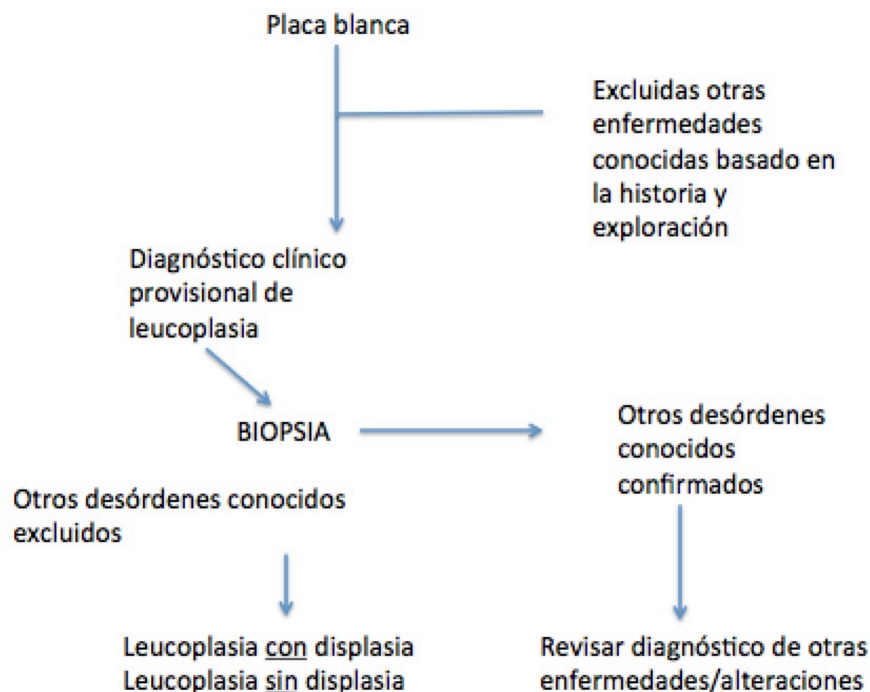 Placa blanca
Excluidas otras
enfermedades
conocidas basado en
la historia y
exploración
Diagnóstico clínico
provisional de
leucoplasia
BIOPSIA
Otros desórdenes
conocidos
confirmados
Otros desórdenes conocidos
excluidos
Leucoplasia con displasia
Leucoplasia sin displasia
Revisar diagnóstico de otras
enfermedades/alteraciones